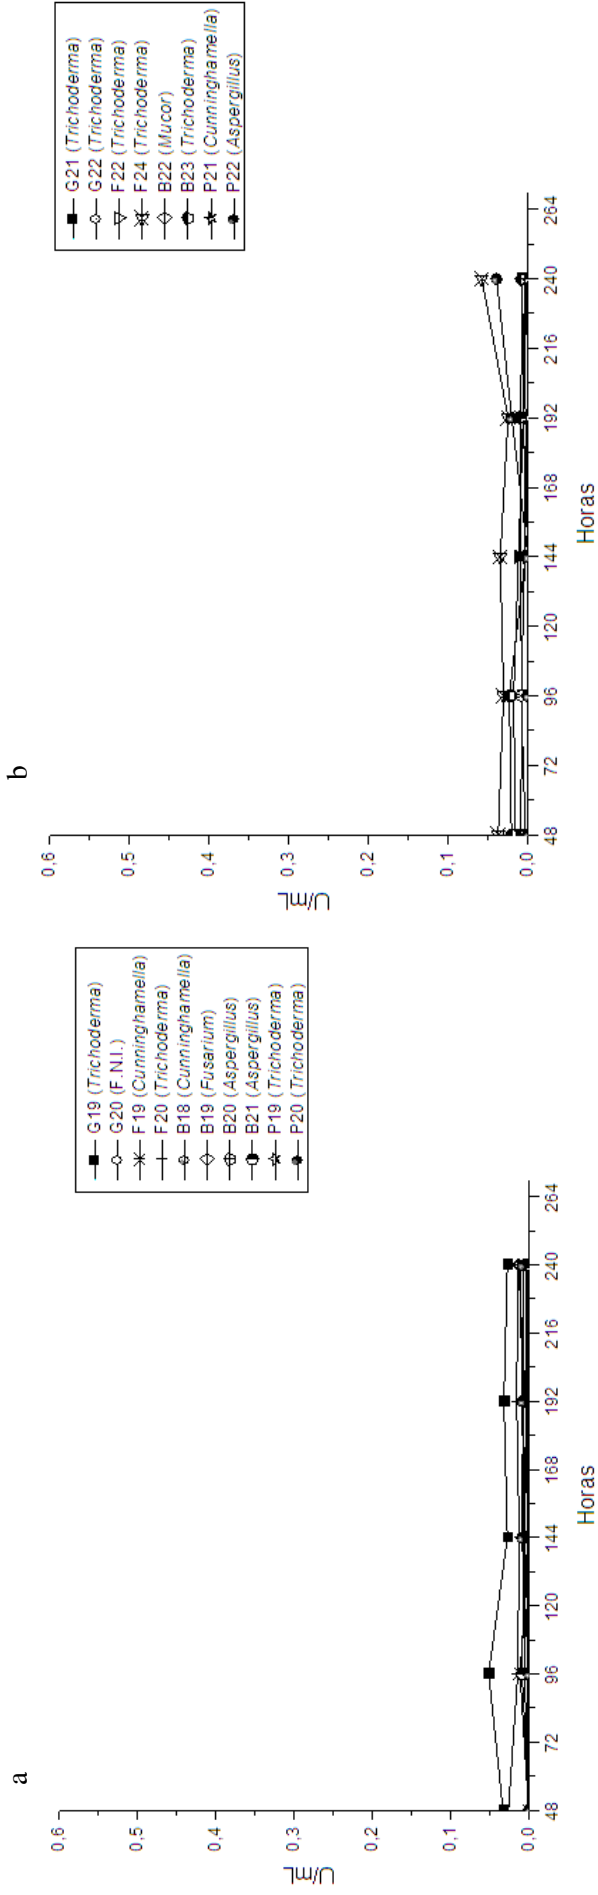 a
U/mL
0,6
0,5
0,4
0,3
0,2
0,1
0,0
48 72 96 120 144 168 192 216 240 264
Horas
G19 (Trichoderma)
G20 (F.N.I.)
F19 (Cunninghamella)
F20 (Trichoderma)
B18 (Cunninghamella)
B19 (Fusarium)
B20 (Aspergillus)
B21 (Aspergillus)
P19 (Trichoderma)
P20 (Trichoderma)
b
U/mL
0,6
0,5
0,4
0,3
0,2
0,1
0,0
48 72 96 120 144 168 192 216 240 264
Horas
G21 (Trichoderma)
G22 (Trichoderma)
F22 (Trichoderma)
F24 (Trichoderma)
B22 (Mucor)
B23 (Trichoderma)
P21 (Cunninghamella)
P22 (Aspergillus)